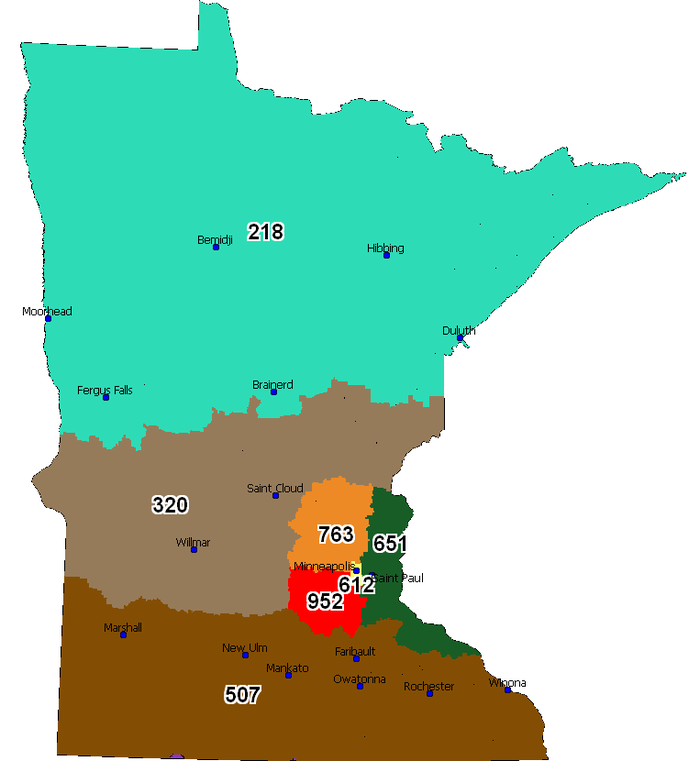 Bemidji
218
Hibbing
Moorhead
Duluth
Fergus Falls
Brainerd
Saint Cloud
320
763
651
Willmar
Minneapolis
Saint Paul
612
952
Marshall
New Ulm
Faribault
Mankato
Owatonna
Rochester
Winona
507